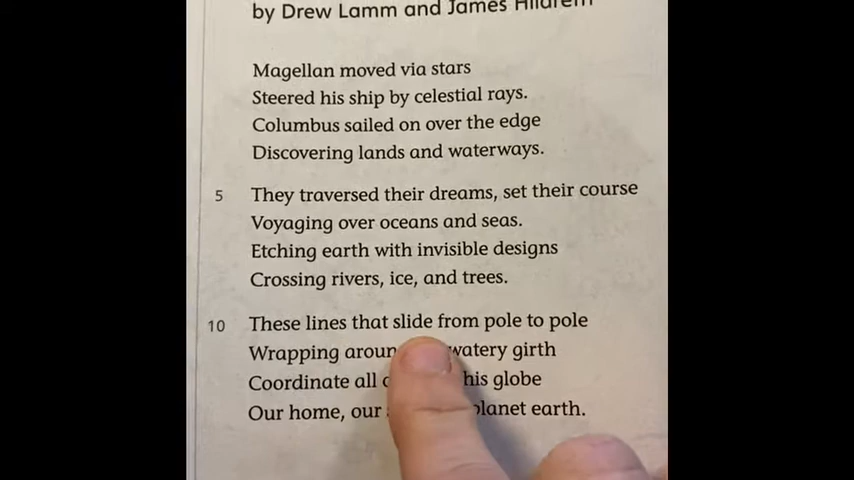 by Drew Lamm and James Hildreth
Magellan moved via stars
Steered his ship by celestial rays.
Columbus sailed on over the edge
Discovering lands and waterways.
5 They traversed their dreams, set their course
Voyaging over oceans and seas.
Etching earth with invisible designs
Crossing rivers, ice, and trees.
10 These lines that slide from pole to pole
Wrapping watery girth
Coordinate all his globe
Our home, our planet earth.